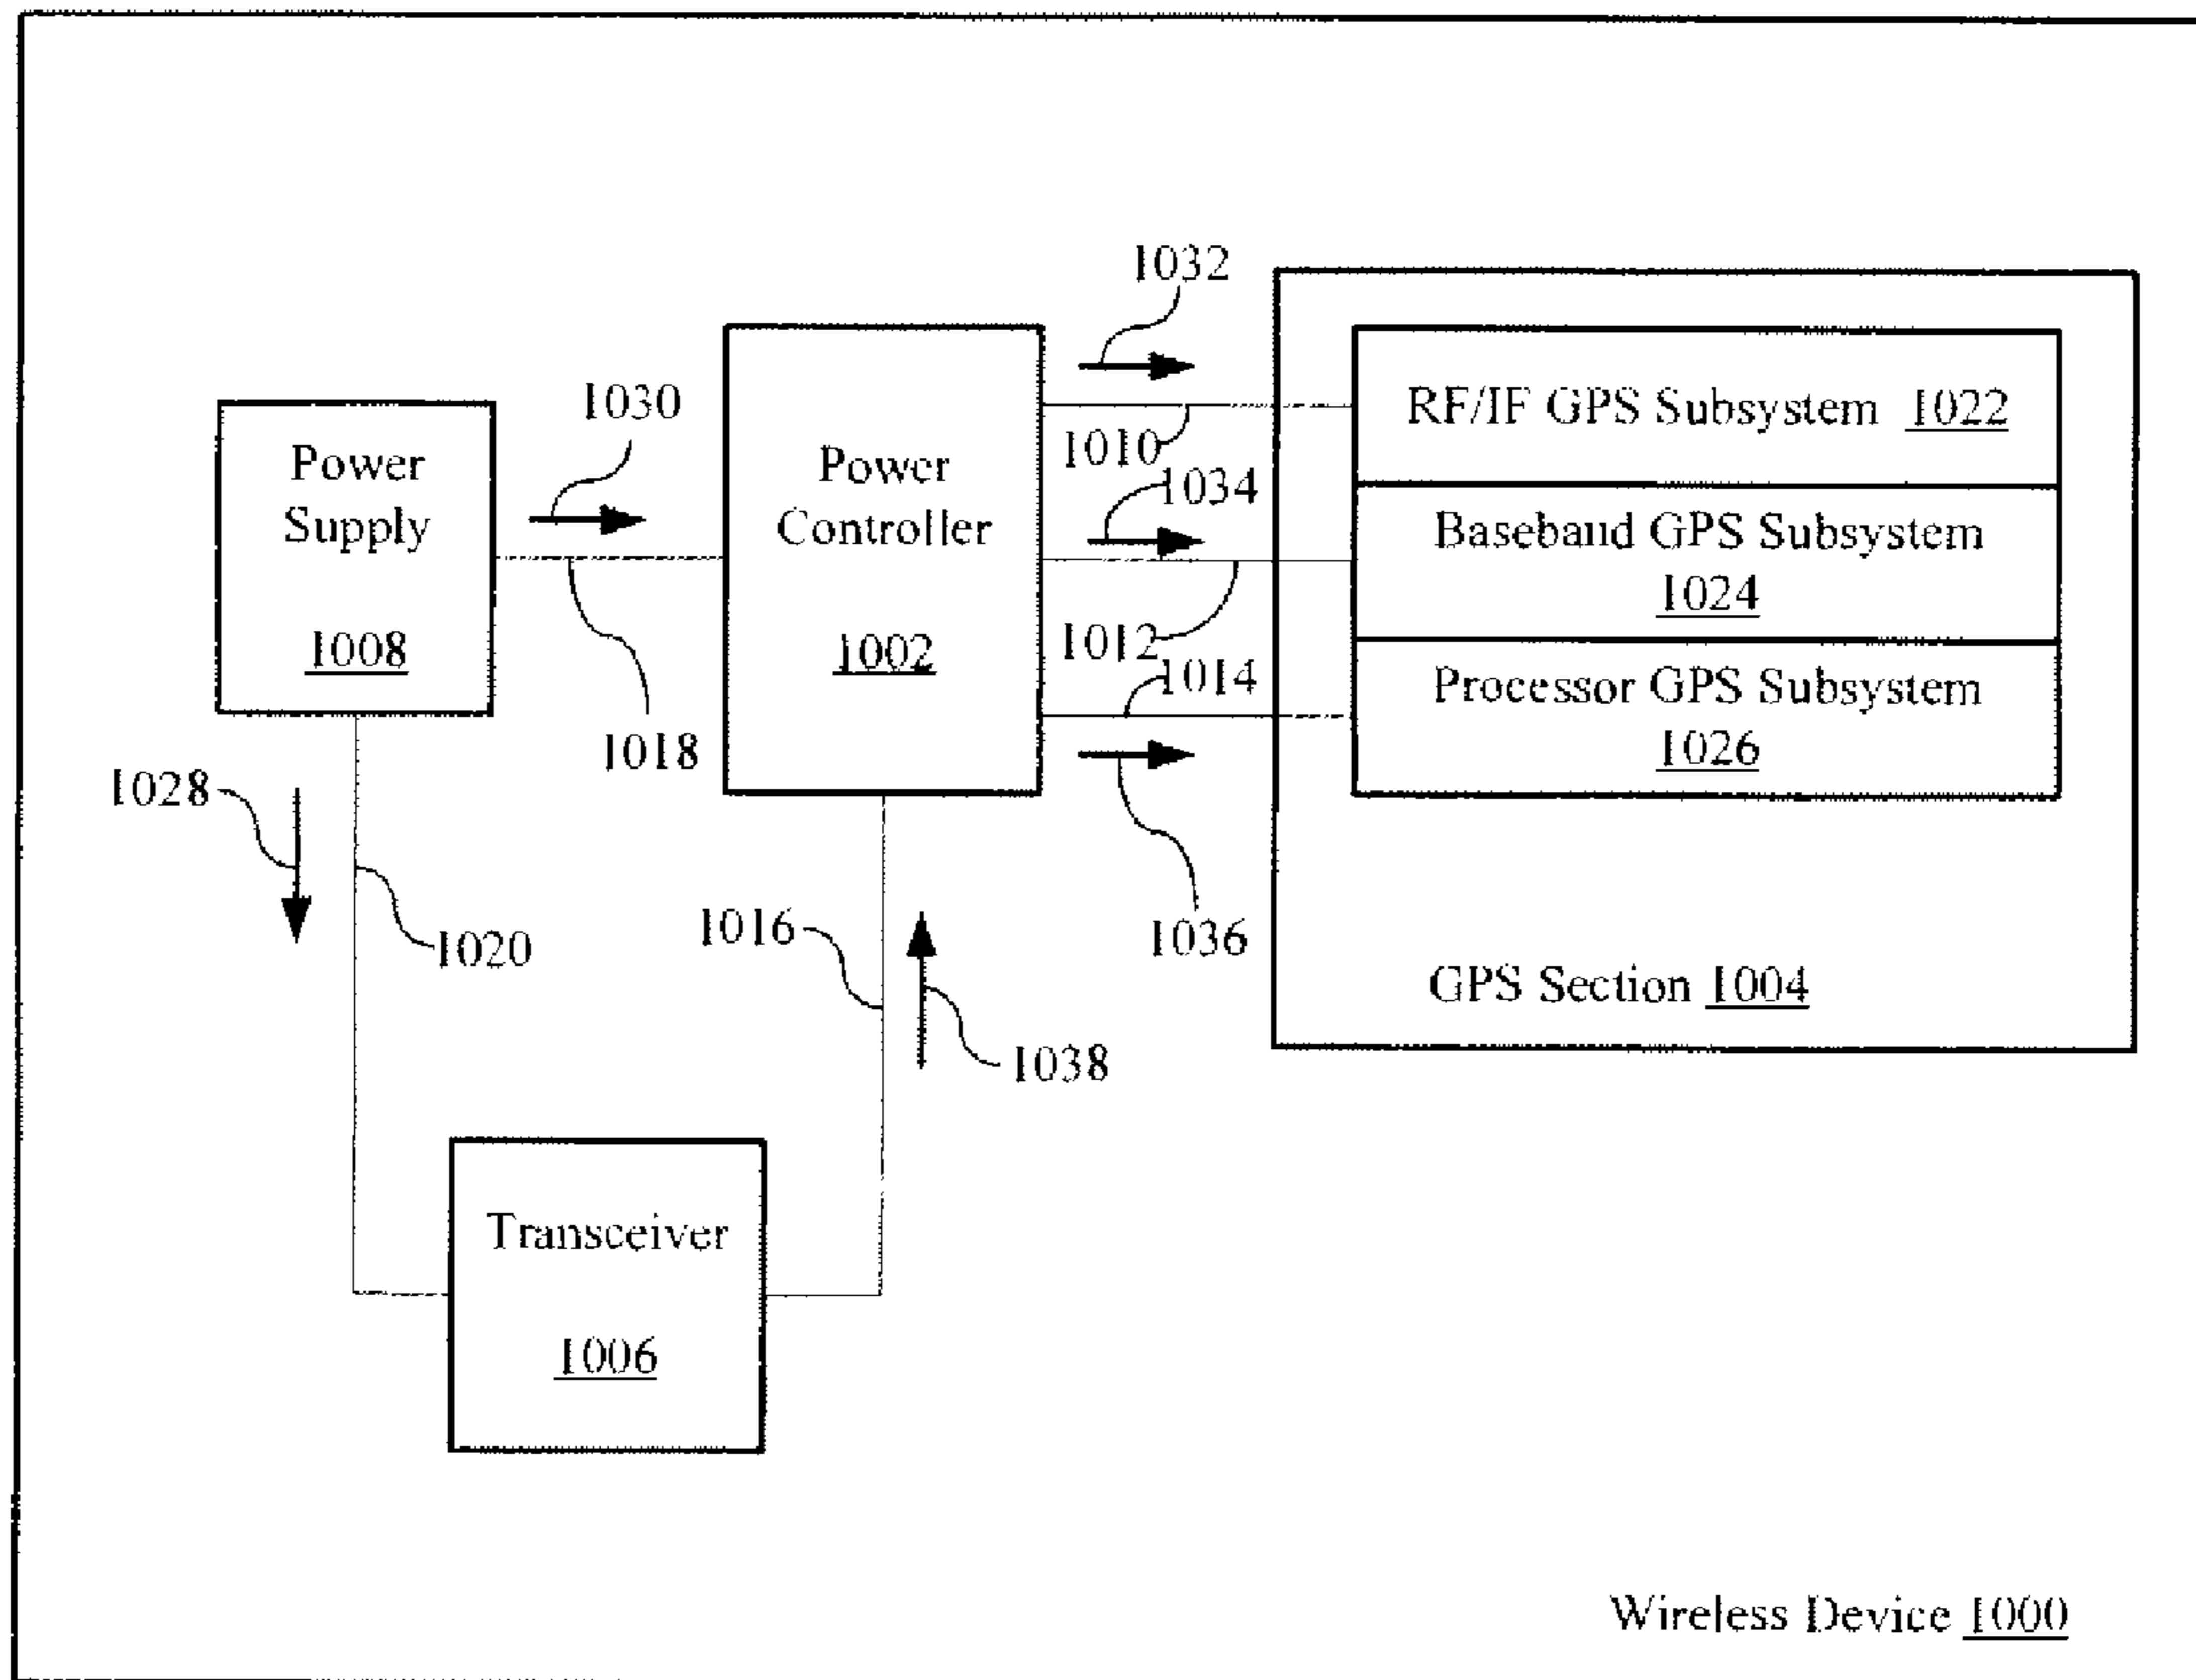 1032
1030
RF/IF GPS Subsystem 1022
1010
Power
Supply
1008
Power
Controller
1002
1034
Basebaud GPS Subsystem
1024
1012
1014
Processor GPS Subsystem
1026
1018
1028
1020
1016
1036
1038
GPS Section 1004
Transceiver
1006
Wireless Device 1000